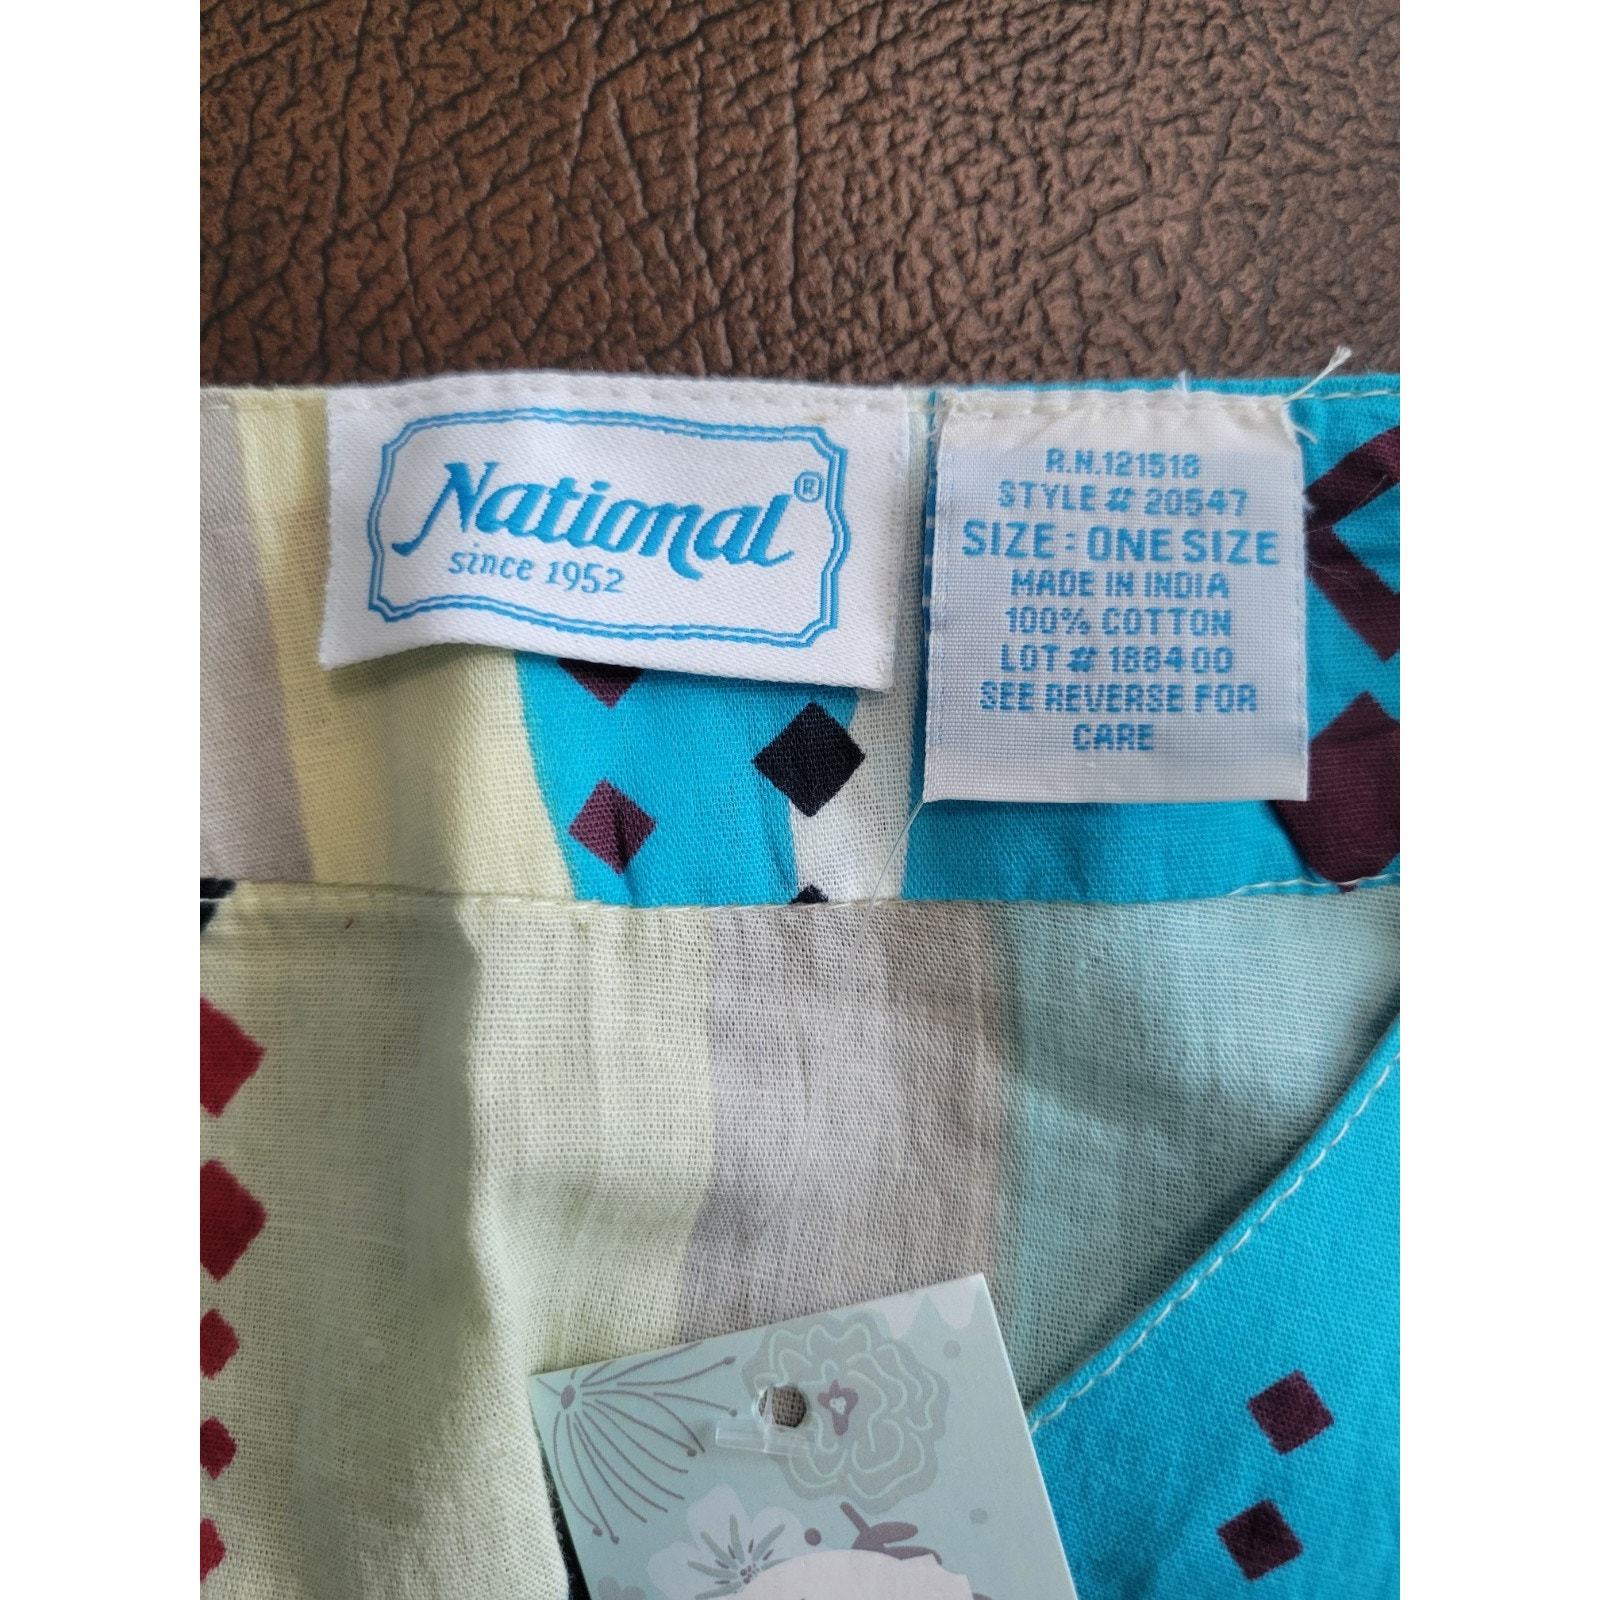 National®
since 1952
R.N.121518
STYLE # 20547
SIZE : ONE SIZE
MADE IN INDIA
100% COTTON
LOT # 188400
SEE REVERSE FOR
CARE